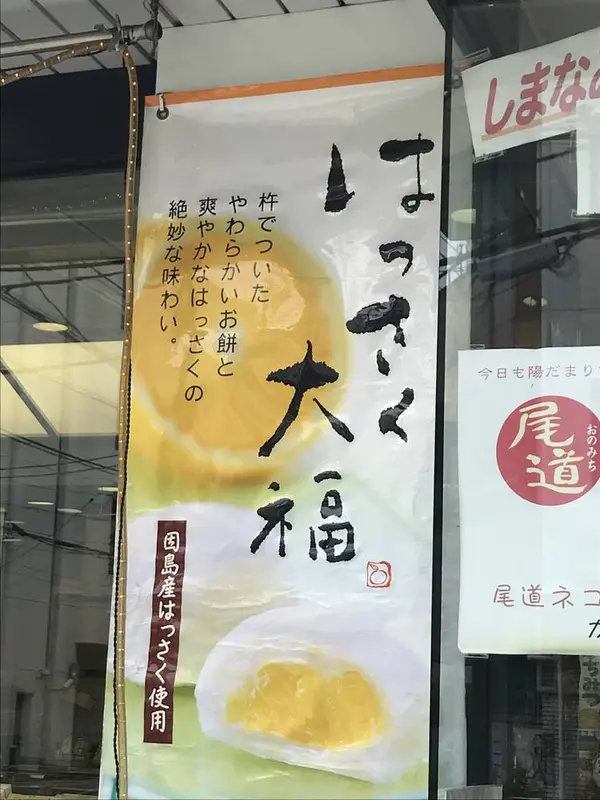 はっさく
大福
杵でついた
やわらかいお餅と
爽やかなはっさくの
絶妙な味わい。
因島産はっさく使用
しまな
今日も陽だまり
尾道
おのみち
尾道ネコ